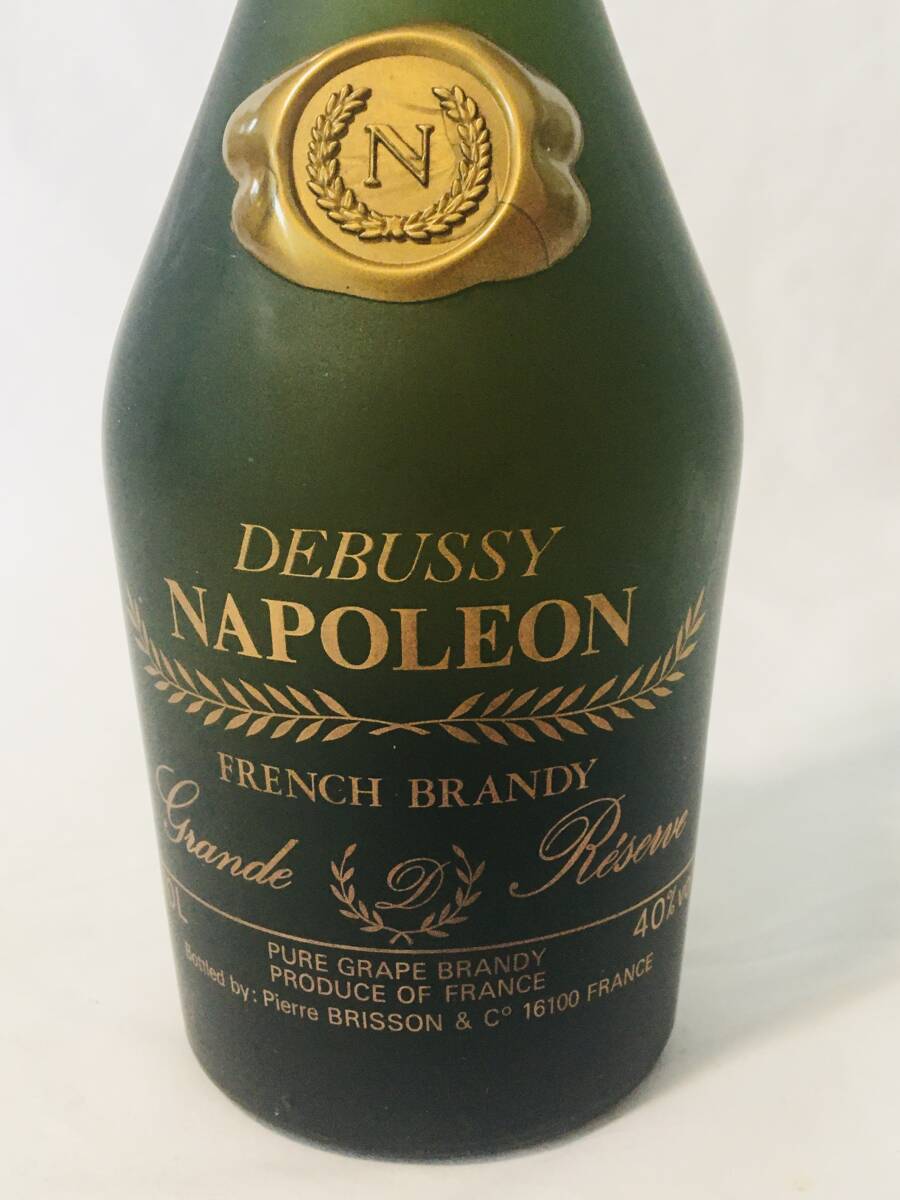 N
DEBUSSY
NAPOLEON
FRENCH BRANDY
Grande D Réserve
40%
PURE GRAPE BRANDY
PRODUCE OF FRANCE
Bottled by: Pierre BRISSON & Cº 16100 FRANCE